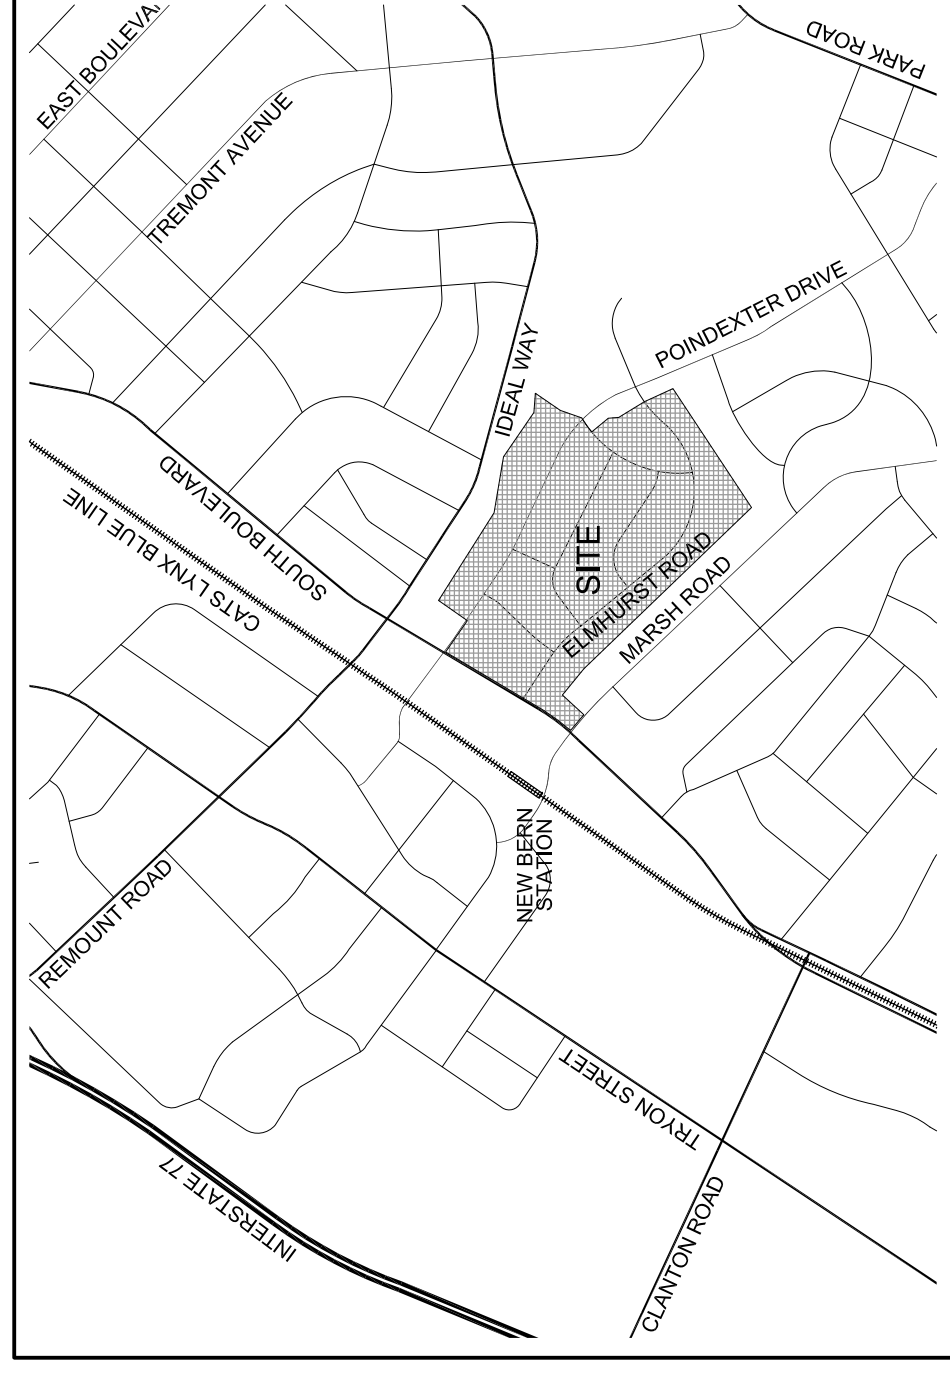 EAST BOULEVA
PARK ROAD
TREMONT AVENUE
POINDEXTER DRIVE
IDEAL WAY
SOUTH BOULEVARD
CATS LYNX BLUE LINE
SITE
ELMHURST ROAD
MARSH ROAD
NEW BERN
STATION
REMOUNT ROAD
TRYON STREET
INTERSTATE 77
CLANTON ROAD